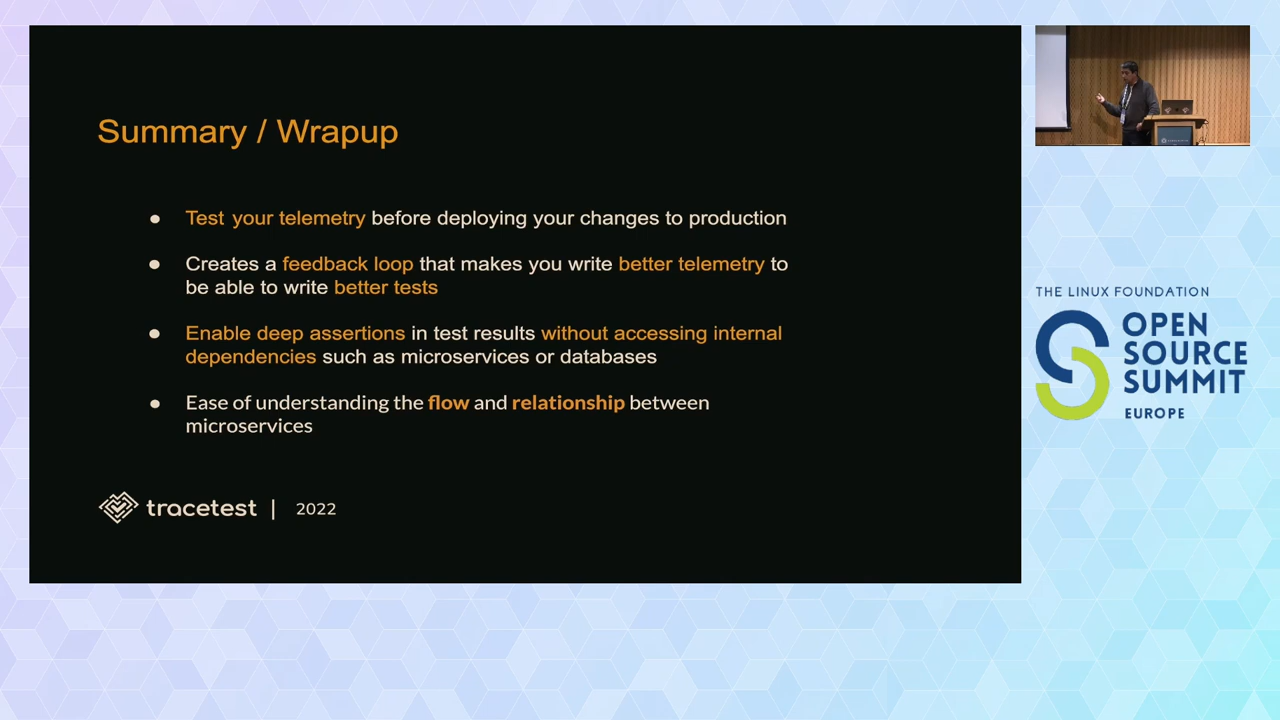 Summary / Wrapup
● Test your telemetry before deploying your changes to production
● Creates a feedback loop that makes you write better telemetry to
be able to write better tests
● Enable deep assertions in test results without accessing internal
dependencies such as microservices or databases
● Ease of understanding the flow and relationship between
microservices
tracetest | 2022
THE LINUX FOUNDATION
OPEN
SOURCE
SUMMIT
EUROPE